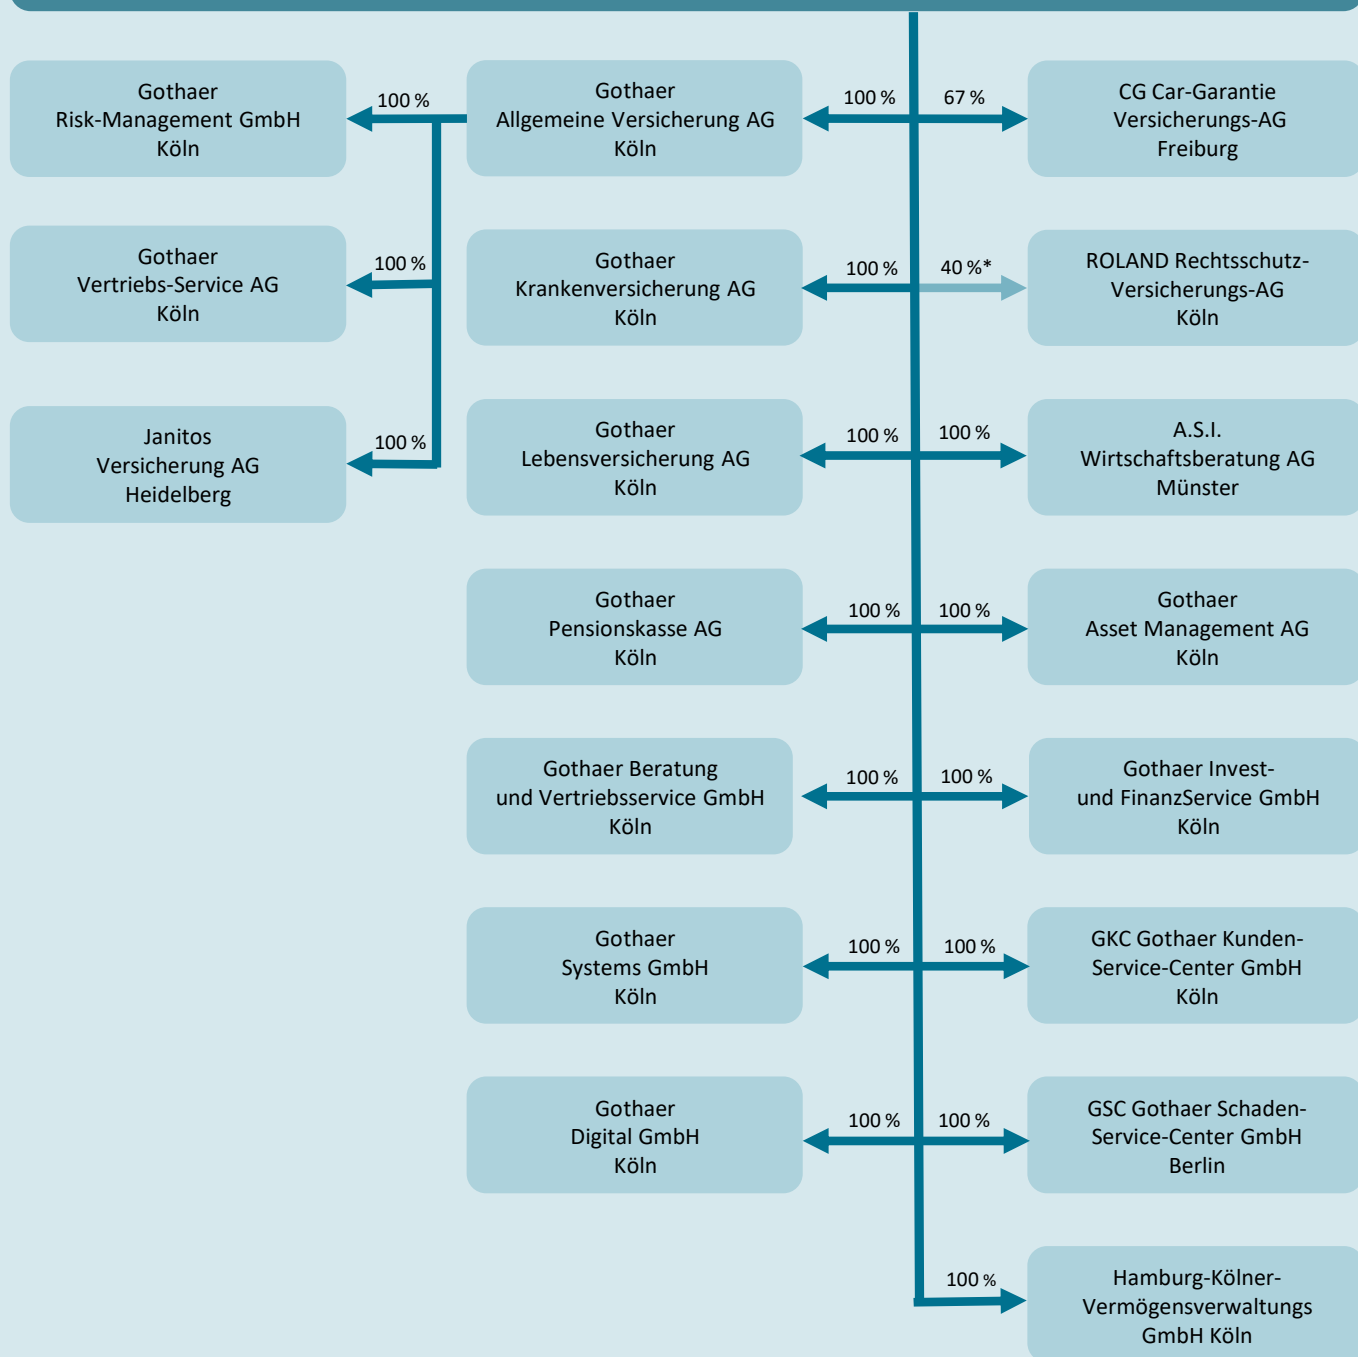 Gothaer
Risk-Management GmbH
Köln
100 %
Gothaer
Allgemeine Versicherung AG
Köln
100 %
67 %
CG Car-Garantie
Versicherungs-AG
Freiburg
Gothaer
Vertriebs-Service AG
Köln
100 %
Gothaer
Krankenversicherung AG
Köln
100 %
40 %*
ROLAND Rechtsschutz-
Versicherungs-AG
Köln
Janitos
Versicherung AG
Heidelberg
100 %
Gothaer
Lebensversicherung AG
Köln
100 %
100 %
A.S.I.
Wirtschaftsberatung AG
Münster
Gothaer
Pensionskasse AG
Köln
100 %
100 %
Gothaer
Asset Management AG
Köln
Gothaer Beratung
und Vertriebsservice GmbH
Köln
100 %
100 %
Gothaer Invest-
und FinanzService GmbH
Köln
Gothaer
Systems GmbH
Köln
100 %
100 %
GKC Gothaer Kunden-
Service-Center GmbH
Köln
Gothaer
Digital GmbH
Köln
100 %
100 %
GSC Gothaer Schaden-
Service-Center GmbH
Berlin
100 %
Hamburg-Kölner-
Vermögensverwaltungs
GmbH Köln